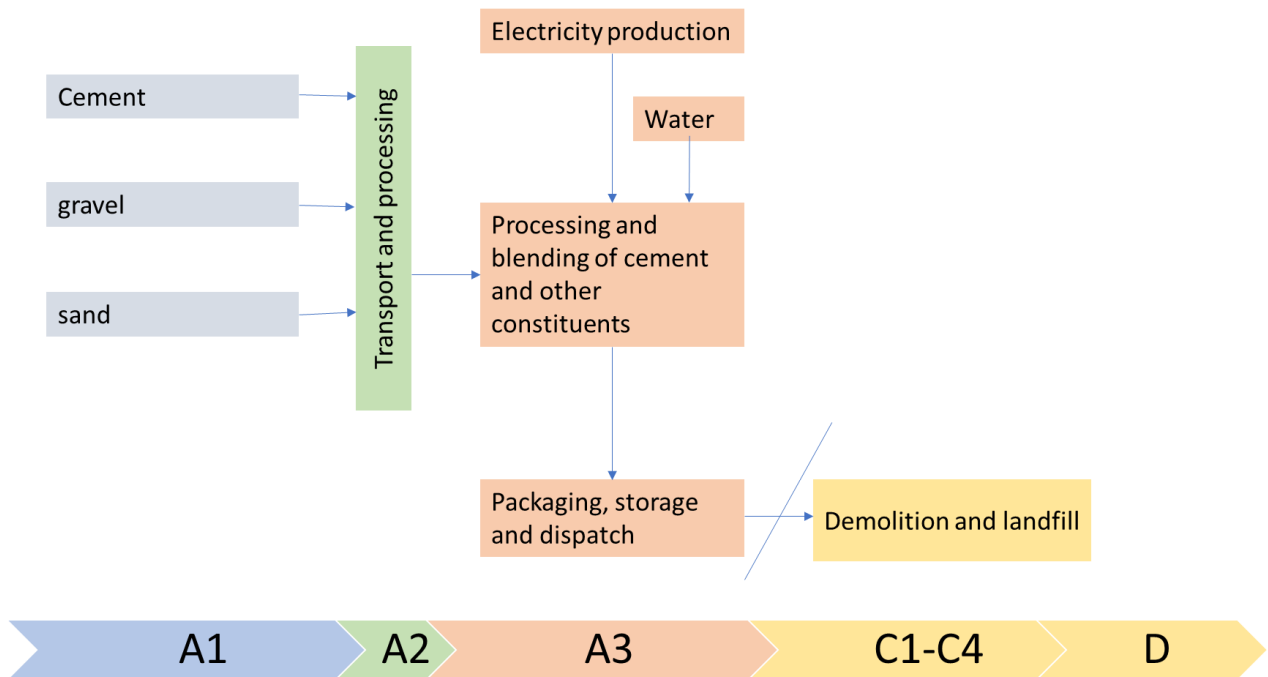 Electricity production
Cement
Water
Transport and processing
gravel
Processing and
blending of cement
and other
constituents
sand
Packaging, storage
and dispatch
Demolition and landfill
A1
A2
A3
C1-C4
D